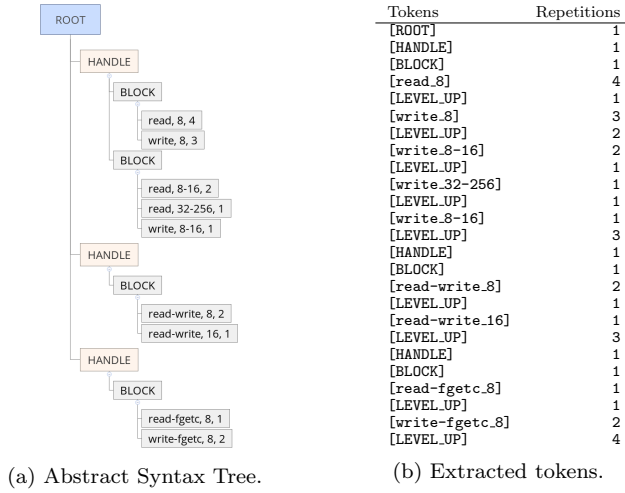 ROOT
HANDLE
BLOCK
read, 8, 4
write, 8, 3
BLOCK
read, 8-16, 2
read, 32-256, 1
write, 8-16, 1
HANDLE
BLOCK
read-write, 8, 2
read-write, 16, 1
HANDLE
BLOCK
read-fgetc, 8, 1
write-fgetc, 8, 2
(a) Abstract Syntax Tree.
Tokens Repetitions
[ROOT] 1
[HANDLE] 1
[BLOCK] 1
[read_8] 4
[LEVEL_UP] 1
[write_8] 3
[LEVEL_UP] 2
[write_8-16] 2
[LEVEL_UP] 1
[write_32-256] 1
[LEVEL_UP] 1
[write_8-16] 1
[LEVEL_UP] 3
[HANDLE] 1
[BLOCK] 1
[read-write_8] 2
[LEVEL_UP] 1
[read-write_16] 1
[LEVEL_UP] 3
[HANDLE] 1
[BLOCK] 1
[read-fgetc_8] 1
[LEVEL_UP] 1
[write-fgetc_8] 2
[LEVEL_UP] 4
(b) Extracted tokens.